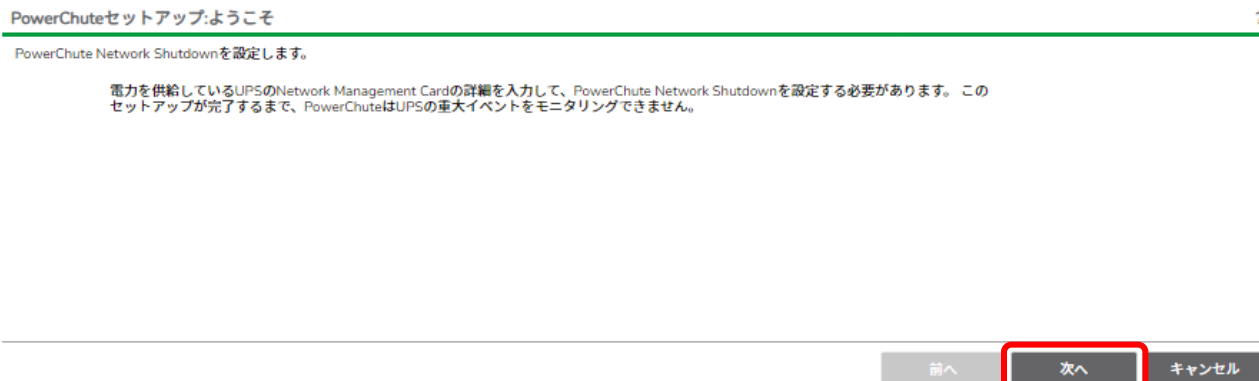 PowerChuteセットアップ:ようこそ
PowerChute Network Shutdownを設定します。
電力を供給しているUPSのNetwork Management Cardの詳細を入力して、PowerChute Network Shutdownを設定する必要があります。 この
セットアップが完了するまで、PowerChuteはUPSの重大イベントをモニタリングできません。
前へ
次へ
キャンセル